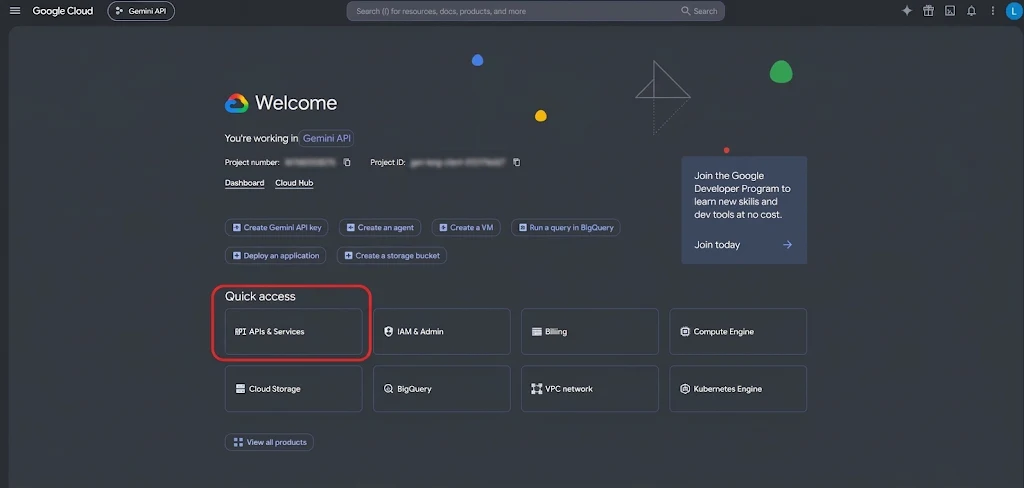 Google Cloud
Gemini API
Search (/) for resources, docs, products, and more
Search
L
Welcome
You're working in Gemini API
Project number:
Project ID:
Dashboard
Cloud Hub
Join the Google
Developer Program to
learn new skills and
dev tools at no cost.
Join today
Create Gemini API key
Create an agent
Create a VM
Run a query in BigQuery
Deploy an application
Create a storage bucket
Quick access
API APIs & Services
IAM & Admin
Billing
Compute Engine
Cloud Storage
BigQuery
VPC network
Kubernetes Engine
View all products